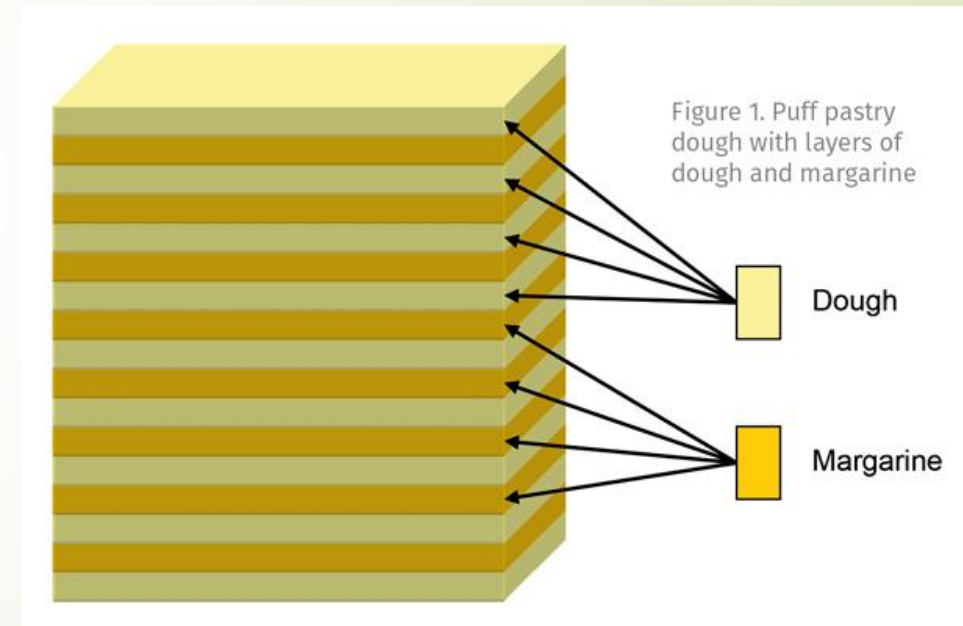 Figure 1. Puff pastry
dough with layers of
dough and margarine
Dough
Margarine